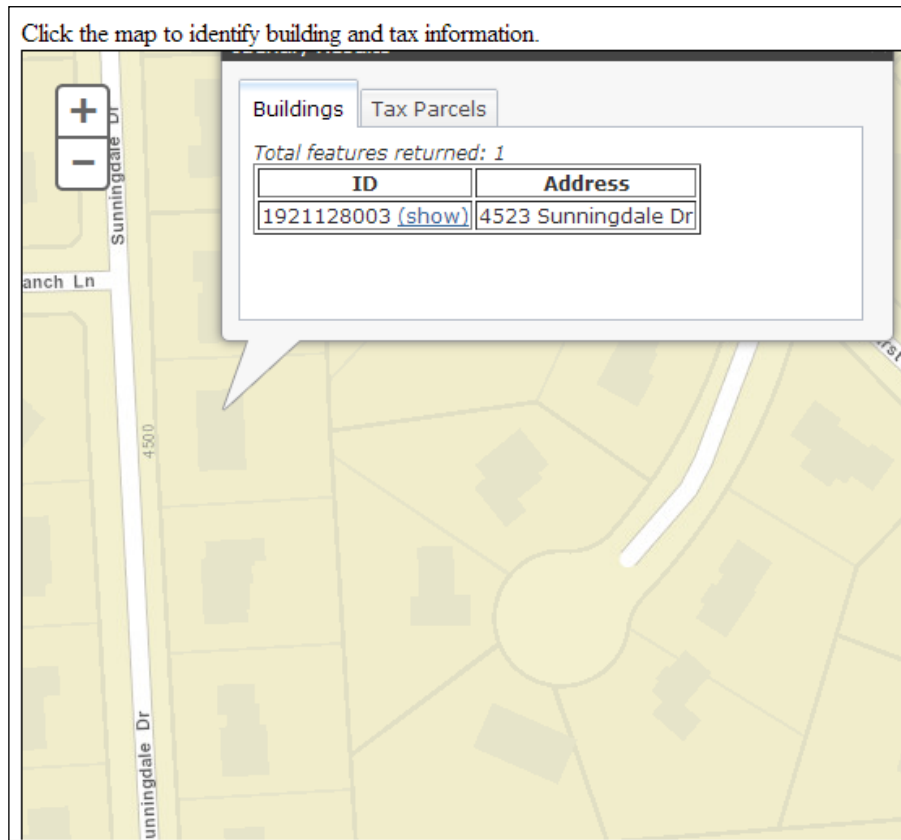 Click the map to identify building and tax information.
+
−
Buildings
Tax Parcels
Total features returned: 1
ID Address
1921128003 (show) 4523 Sunningdale Dr
Sunningdale Dr
anch Ln
4500
unningdale Dr